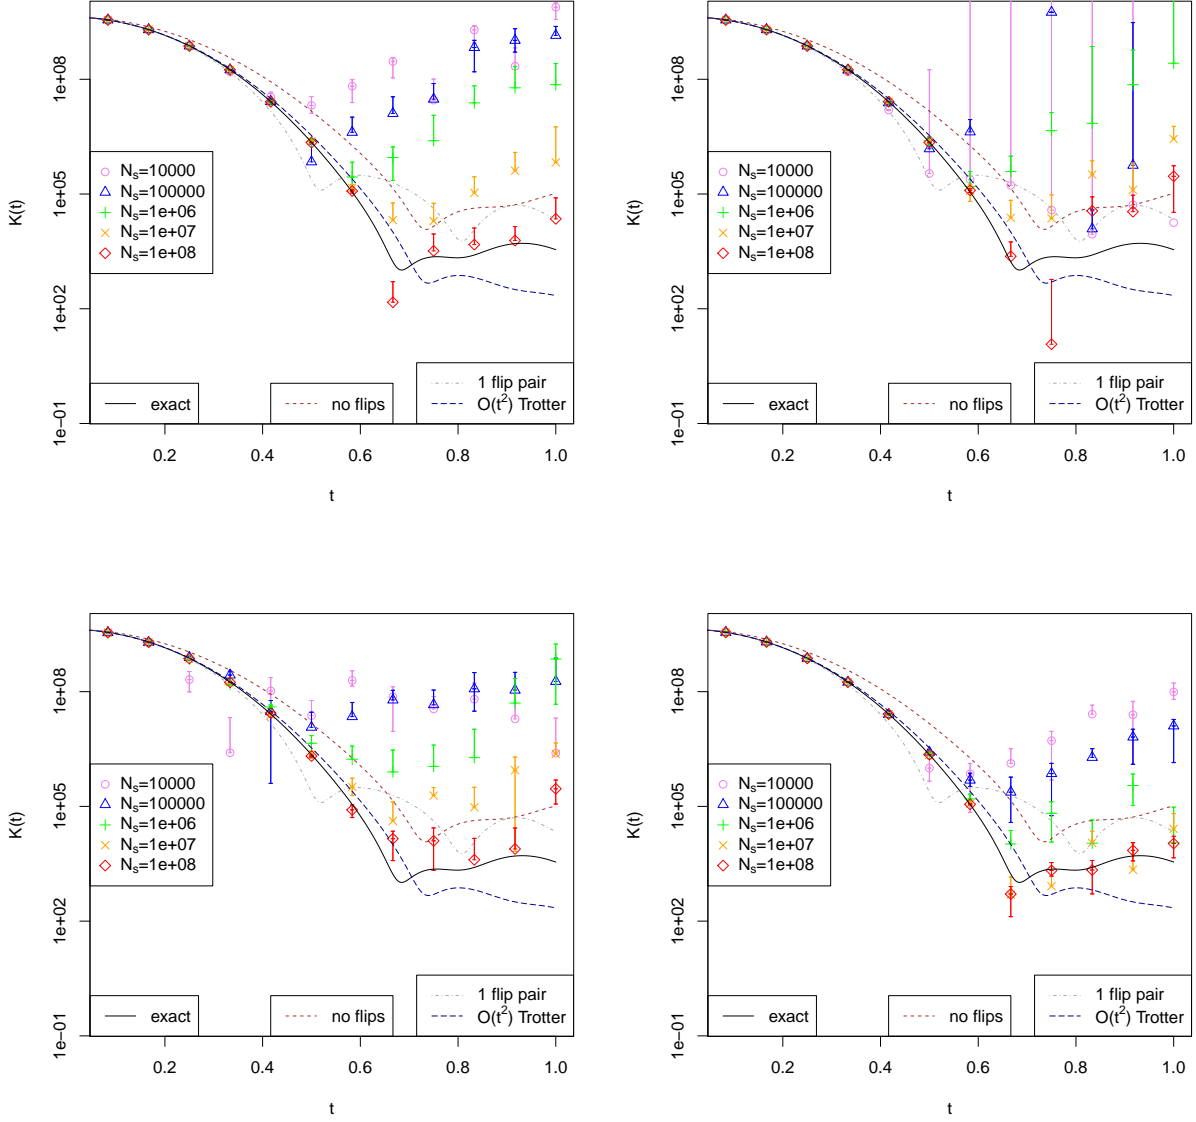 K(t)
1e+08
1e+05
1e+02
1e−01
N_s=10000
N_s=100000
N_s=1e+06
N_s=1e+07
N_s=1e+08
exact
no flips
1 flip pair
O(t²) Trotter
0.2 0.4 0.6 0.8 1.0
t
K(t)
1e+08
1e+05
1e+02
1e−01
N_s=10000
N_s=100000
N_s=1e+06
N_s=1e+07
N_s=1e+08
exact
no flips
1 flip pair
O(t²) Trotter
0.2 0.4 0.6 0.8 1.0
t
K(t)
1e+08
1e+05
1e+02
1e−01
N_s=10000
N_s=100000
N_s=1e+06
N_s=1e+07
N_s=1e+08
exact
no flips
1 flip pair
O(t²) Trotter
0.2 0.4 0.6 0.8 1.0
t
K(t)
1e+08
1e+05
1e+02
1e−01
N_s=10000
N_s=100000
N_s=1e+06
N_s=1e+07
N_s=1e+08
exact
no flips
1 flip pair
O(t²) Trotter
0.2 0.4 0.6 0.8 1.0
t